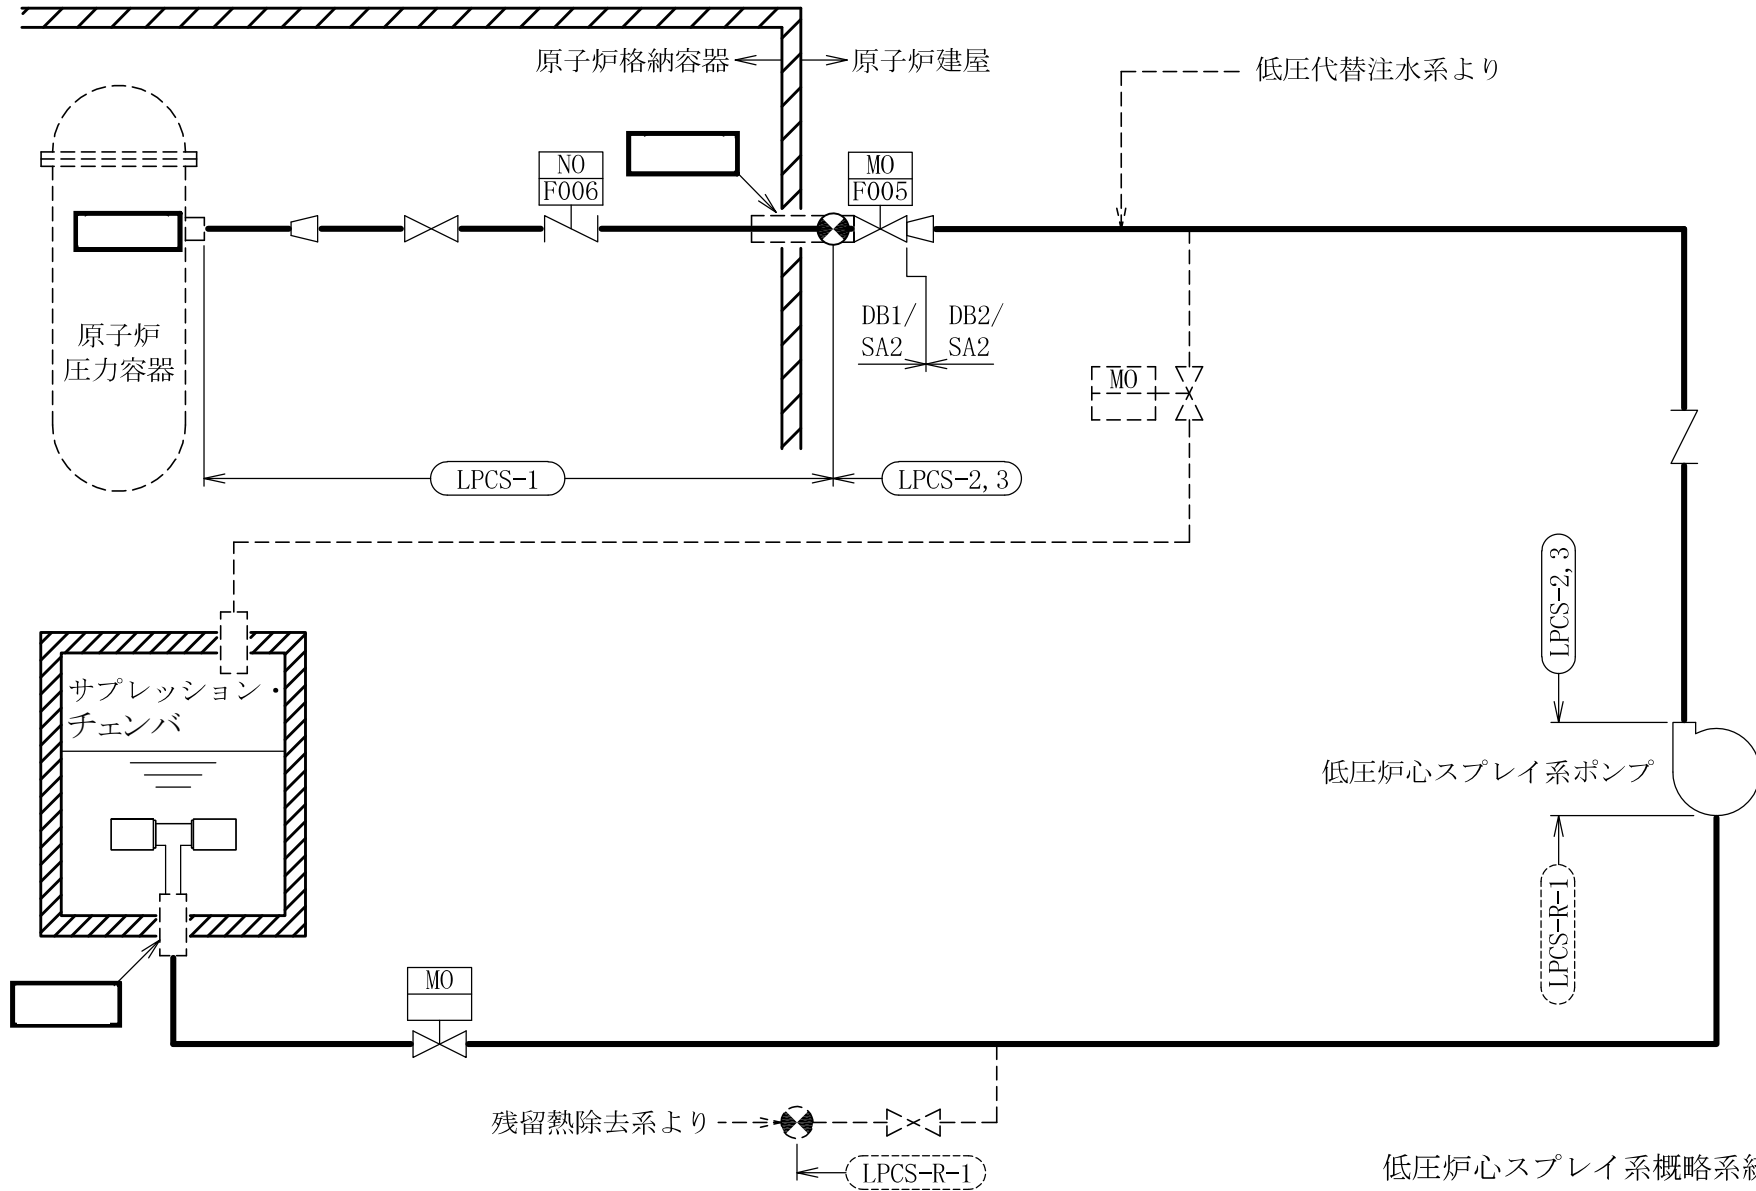 原子炉格納容器
原子炉建屋
低圧代替注水系より
NO
F006
MO
F005
DB1/
SA2
DB2/
SA2
原子炉
圧力容器
MO
LPCS-1
LPCS-2,3
LPCS-2,3
サプレッション・
チェンバ
低圧炉心スプレイ系ポンプ
LPCS-R-1
MO
残留熱除去系より
LPCS-R-1
低圧炉心スプレイ系概略系